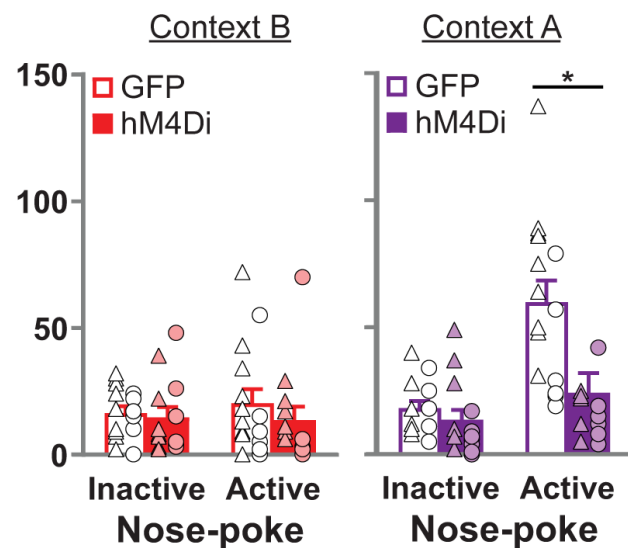 Context B
Context A
150
100
50
0
GFP
hM4Di
GFP
hM4Di
*
Inactive Active
Nose-poke
Inactive Active
Nose-poke